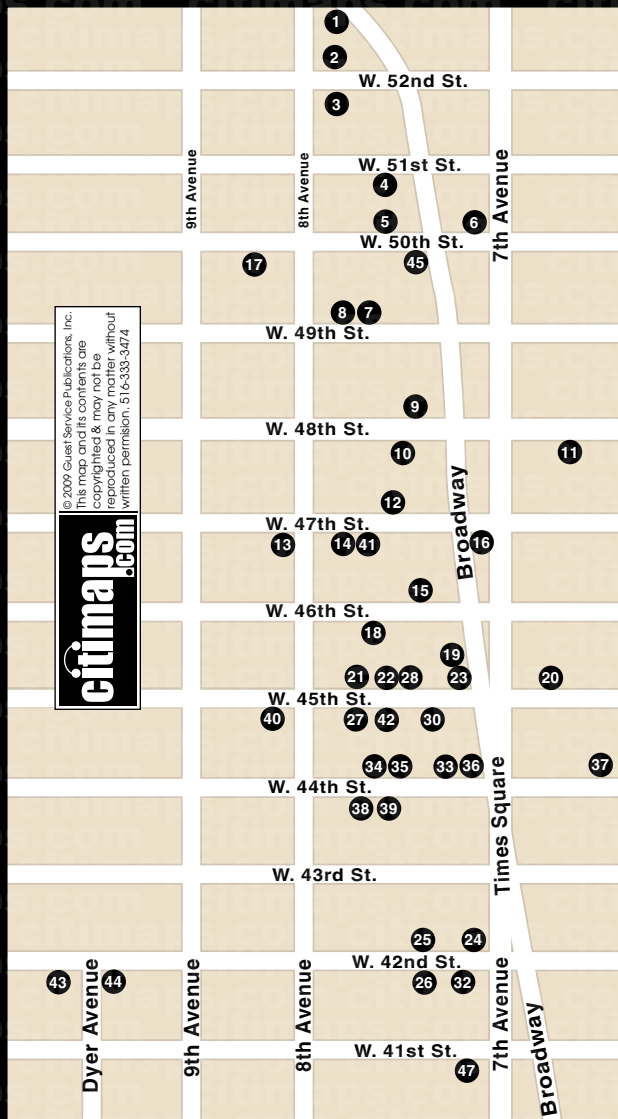 1
2
W. 52nd St.
3
9th Avenue
8th Avenue
W. 51st St.
7th Avenue
4
5
6
W. 50th St.
17
45
8
7
W. 49th St.
9
W. 48th St.
10
11
12
Broadway
W. 47th St.
13
14
41
16
15
W. 46th St.
18
19
21
22
28
23
20
W. 45th St.
40
27
42
30
34
35
33
36
37
W. 44th St.
38
39
Times Square
W. 43rd St.
25
24
W. 42nd St.
43
44
26
32
Dyer Avenue
9th Avenue
8th Avenue
7th Avenue
Broadway
W. 41st St.
47
© 2009 Guest Service Publications, Inc.
This map and its contents are
copyrighted & may not be
reproduced in any matter without
written permision. 516-333-3474
citimaps
.com